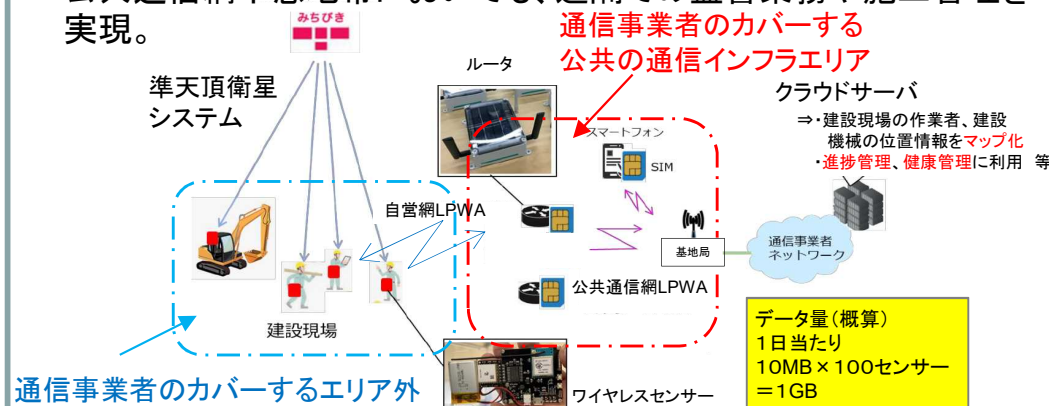 実現。
みちびき
準天頂衛星
システム
ルータ
通信事業者のカバーする
公共の通信インフラエリア
クラウドサーバ
⇒・建設現場の作業者、建設
機械の位置情報をマップ化
・進捗管理、健康管理に利用 等
スマートフォン
SIM
自営網LPWA
基地局
通信事業者
ネットワーク
公共通信網LPWA
建設現場
データ量(概算)
1日当たり
10MB×100センサー
=1GB
通信事業者のカバーするエリア外
ワイヤレスセンサー